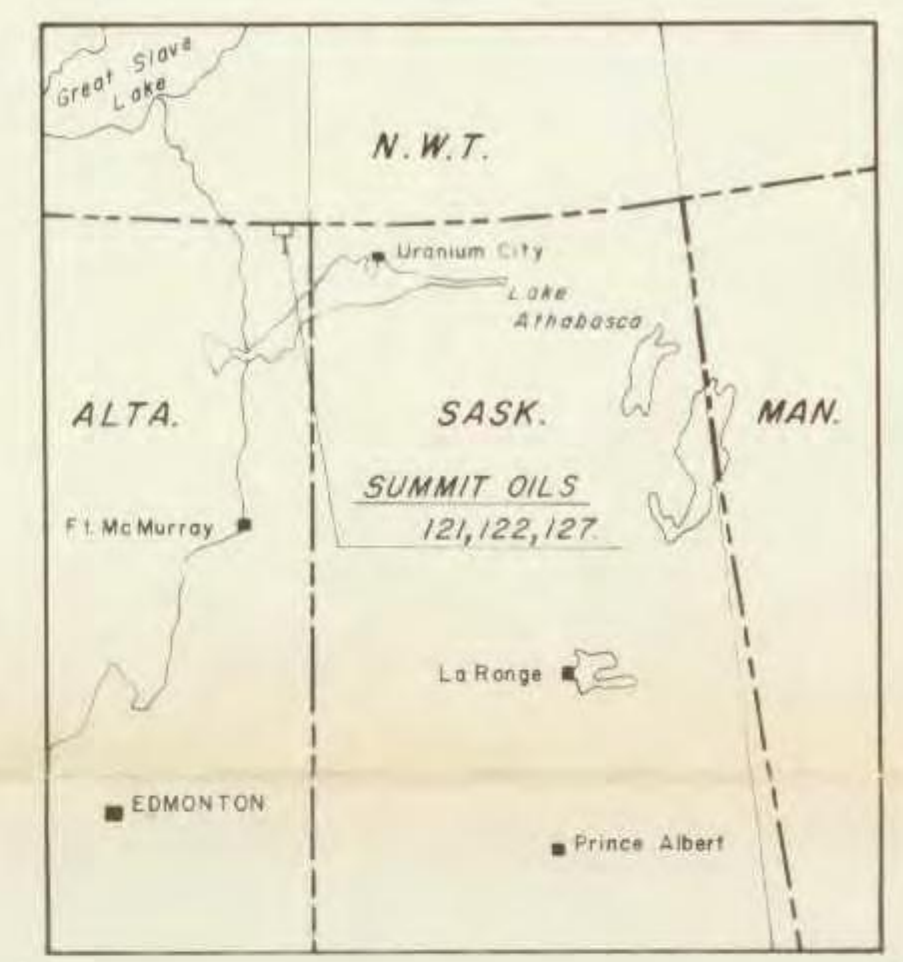 Great Slave
Lake
N.W.T.
Uranium City
Lake
Athabasca
ALTA.
SASK.
MAN.
SUMMIT OILS
121, 122, 127.
Ft. McMurray
La Ronge
EDMONTON
Prince Albert